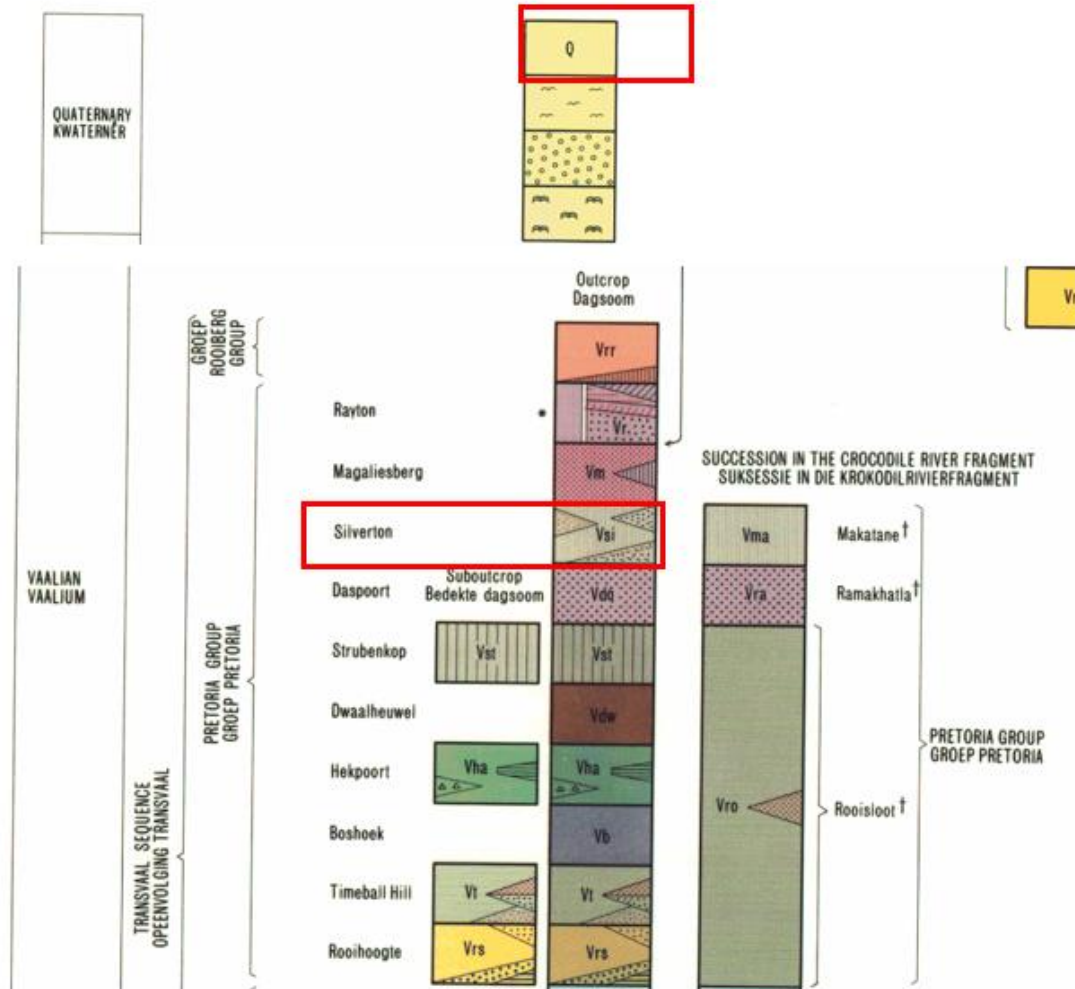 Q
QUATERNARY
KWATERNÊR
Outcrop
Dagsoom
GROEP
ROOIBERG
GROUP
Vrr
Rayton
Vr
Magaliesberg
Vm
SUCCESSION IN THE CROCODILE RIVER FRAGMENT
SUKSESSIE IN DIE KROKODILRIVIERFRAGMENT
Silverton
Vsi
Vma
Makatane†
VAALIAN
VAALIUM
Suboutcrop
Bedekte dagsoom
Daspoort
Vdq
Vra
Ramakhatla†
Strubenkop
Vst
Vst
PRETORIA GROUP
GROEP PRETORIA
Dwaalheuwel
Vdw
PRETORIA GROUP
GROEP PRETORIA
Hekpoort
Vha
Vha
Vro
Rooisloot†
Boshoek
Vb
TRANSVAAL SEQUENCE
OPEENVOLGING TRANSVAAL
Timeball Hill
Vt
Vt
Rooihoogte
Vrs
Vrs